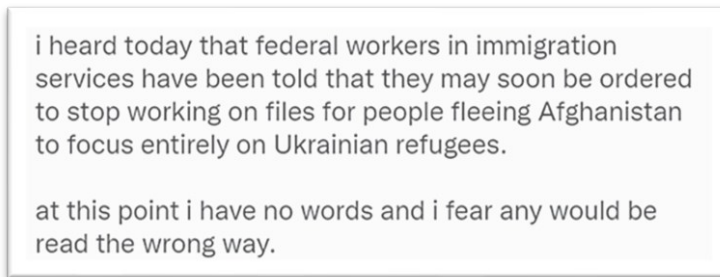 i heard today that federal workers in immigration
services have been told that they may soon be ordered
to stop working on files for people fleeing Afghanistan
to focus entirely on Ukrainian refugees.
at this point i have no words and i fear any would be
read the wrong way.